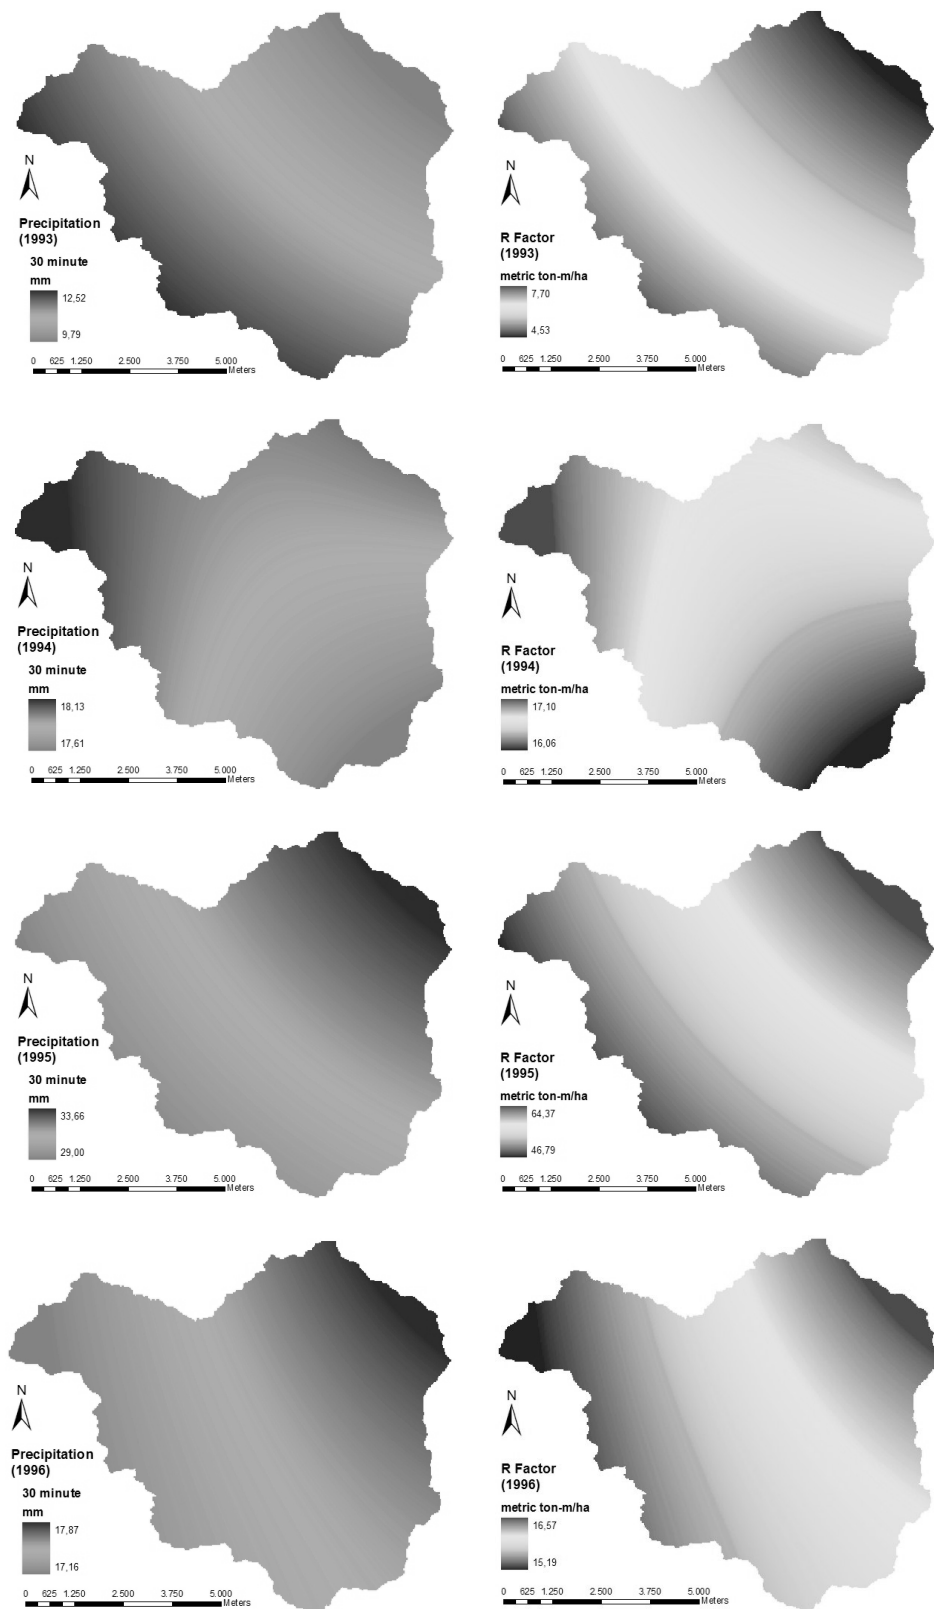 N
Precipitation
(1993)
30 minute
mm
12,52
9,79
0 625 1.250 2.500 3.750 5.000
Meters
N
R Factor
(1993)
metric ton-m/ha
7,70
4,53
0 625 1.250 2.500 3.750 5.000
Meters
N
Precipitation
(1994)
30 minute
mm
18,13
17,61
0 625 1.250 2.500 3.750 5.000
Meters
N
R Factor
(1994)
metric ton-m/ha
17,10
16,06
0 625 1.250 2.500 3.750 5.000
Meters
N
Precipitation
(1995)
30 minute
mm
33,66
29,00
0 625 1.250 2.500 3.750 5.000
Meters
N
R Factor
(1995)
metric ton-m/ha
64,37
46,79
0 625 1.250 2.500 3.750 5.000
Meters
N
Precipitation
(1996)
30 minute
mm
17,87
17,16
0 625 1.250 2.500 3.750 5.000
Meters
N
R Factor
(1996)
metric ton-m/ha
16,57
15,19
0 625 1.250 2.500 3.750 5.000
Meters